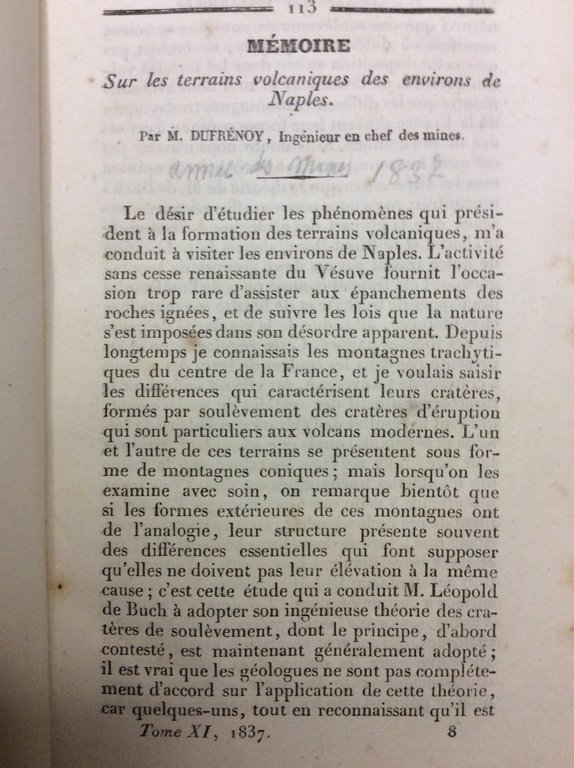 113
MÉMOIRE
Sur les terrains volcaniques des environs de
Naples.
Par M. DUFRÉNOY, Ingénieur en chef des mines.
annal des Mines 1837
Le désir d'étudier les phénomènes qui prési-
dent à la formation des terrains volcaniques, m'a
conduit à visiter les environs de Naples. L'activité
sans cesse renaissante du Vésuve fournit l'occa-
sion trop rare d'assister aux épanchements des
roches ignées, et de suivre les lois que la nature
s'est imposées dans son désordre apparent. Depuis
longtemps je connaissais les montagnes trachyti-
ques du centre de la France, et je voulais saisir
les différences qui caractérisent leurs cratères,
formés par soulèvement des cratères d'éruption
qui sont particuliers aux volcans modernes. L'un
et l'autre de ces terrains se présentent sous for-
me de montagnes coniques ; mais lorsqu'on les
examine avec soin, on remarque bientôt que
si les formes extérieures de ces montagnes ont
de l'analogie, leur structure présente souvent
des différences essentielles qui font supposer
qu'elles ne doivent pas leur élévation à la même
cause ; c'est cette étude qui a conduit M. Léopold
de Buch à adopter son ingénieuse théorie des cra-
tères de soulèvement, dont le principe, d'abord
contesté, est maintenant généralement adopté ;
il est vrai que les géologues ne sont pas compléte-
ment d'accord sur l'application de cette théorie,
car quelques-uns, tout en reconnaissant qu'il est
Tome XI, 1837. 8